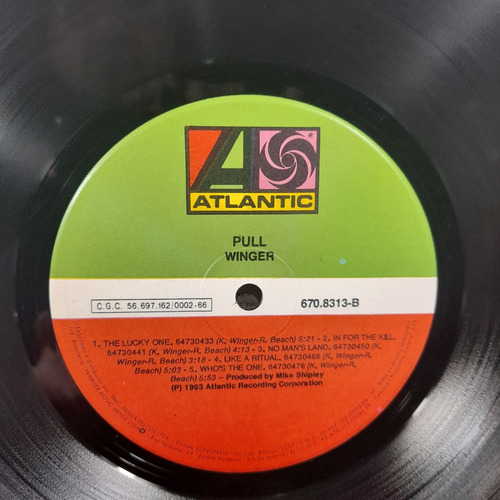 ATLANTIC
PULL
WINGER
C.G.C. 56.697.162/0002-66
670.8313-B
1. THE LUCKY ONE, 64730433 (K, Winger-R, Beach) 5:21 - 2. IN FOR THE KILL,
64730441 (K, Winger-R, Beach) 4:13 - 3. NO MAN'S LAND, 64730450 (K,
Winger-R, Beach) 3:18 - 4. LIKE A RITUAL, 64730468 (K, Winger-R,
Beach) 5:03 - 5. WHO'S THE ONE, 64730476 (K, Winger-R,
Beach) 5:53 – Produced by Mike Shipley
(P) 1993 Atlantic Recording Corporation